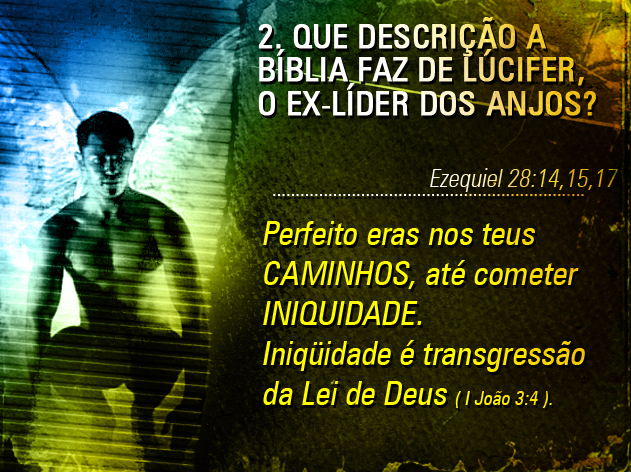 2. QUE DESCRIÇÃO A
BÍBLIA FAZ DE LÚCIFER,
O EX-LÍDER DOS ANJOS?
Ezequiel 28:14,15,17
Perfeito eras nos teus
CAMINHOS, até cometer
INIQUIDADE.
Iniqüidade é transgressão
da Lei de Deus ( I João 3:4 ).